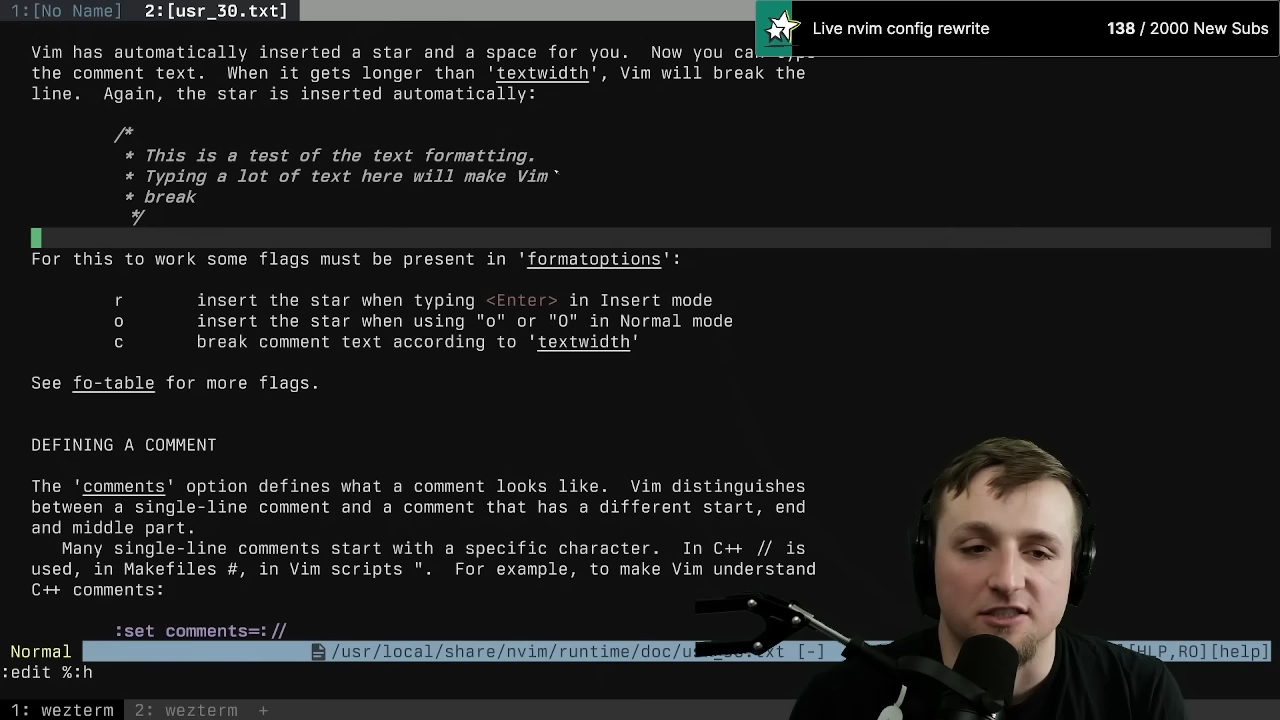 1:[No Name]  2:[usr_30.txt]
Live nvim config rewrite 138 / 2000 New Subs
Vim has automatically inserted a star and a space for you.  Now you can type
the comment text.  When it gets longer than 'textwidth', Vim will break the
line.  Again, the star is inserted automatically:
/*
* This is a test of the text formatting.
* Typing a lot of text here will make Vim
* break
*/
For this to work some flags must be present in 'formatoptions':
r insert the star when typing <Enter> in Insert mode
o insert the star when using "o" or "O" in Normal mode
c break comment text according to 'textwidth'
See fo-table for more flags.
DEFINING A COMMENT
The 'comments' option defines what a comment looks like.  Vim distinguishes
between a single-line comment and a comment that has a different start, end
and middle part.
Many single-line comments start with a specific character.  In C++ // is
used, in Makefiles #, in Vim scripts ".  For example, to make Vim understand
C++ comments:
:set comments=://
Normal /usr/local/share/nvim/runtime/doc/usr_30.txt [-] [HLP,RO][help]
:edit %:h
1: wezterm  2: wezterm  +